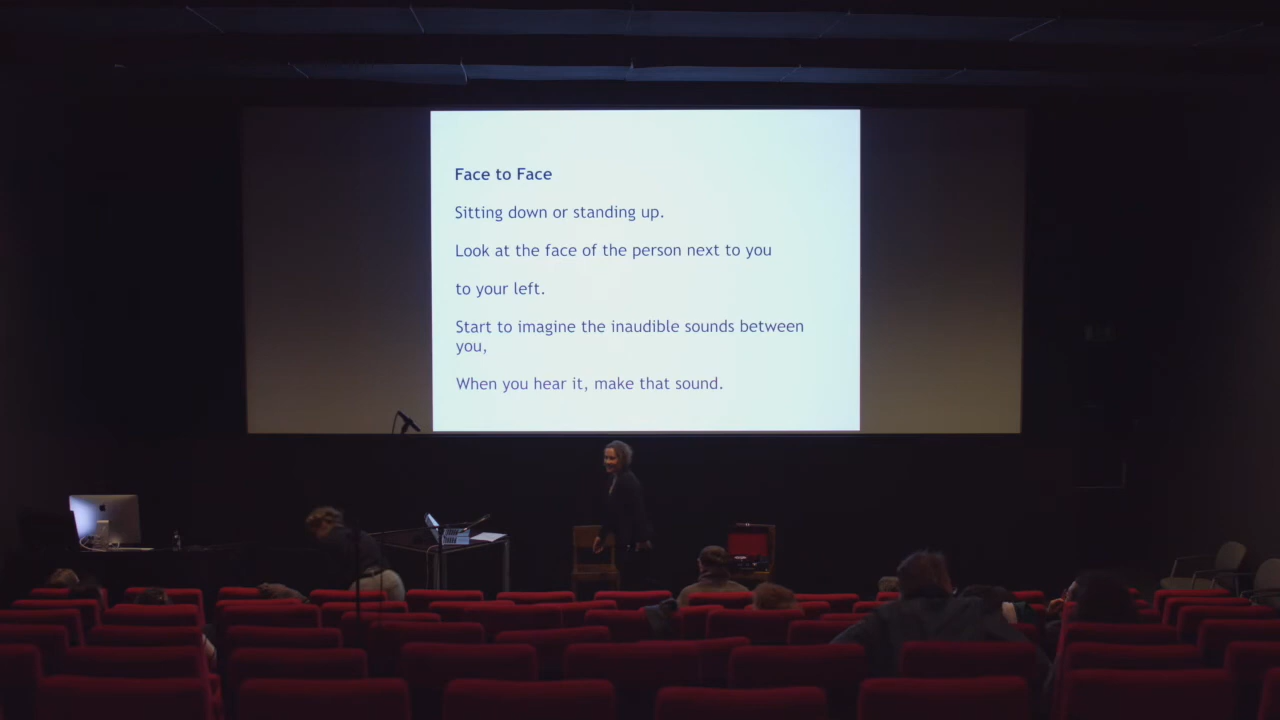 Face to Face
Sitting down or standing up.
Look at the face of the person next to you
to your left.
Start to imagine the inaudible sounds between
you,
When you hear it, make that sound.